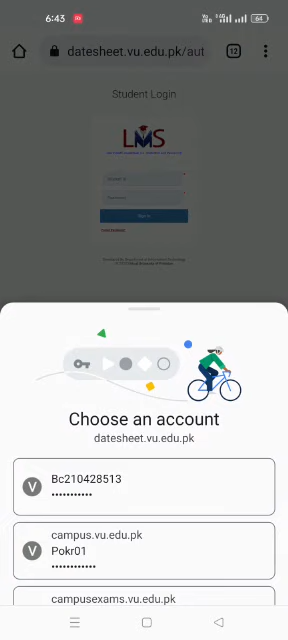 6:43
64
datesheet.vu.edu.pk/aut
12
Student Login
LMS
Sign In
Choose an account
datesheet.vu.edu.pk
V
Bc210428513
•••••••••••
campus.vu.edu.pk
V
Pokr01
••••••••••••
campusexams.vu.edu.pk